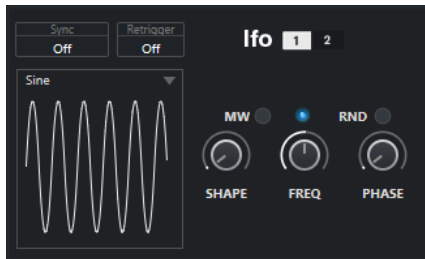 Sync
Off
Retrigger
Off
lfo 1 2
Sine
MW
RND
SHAPE
FREQ
PHASE